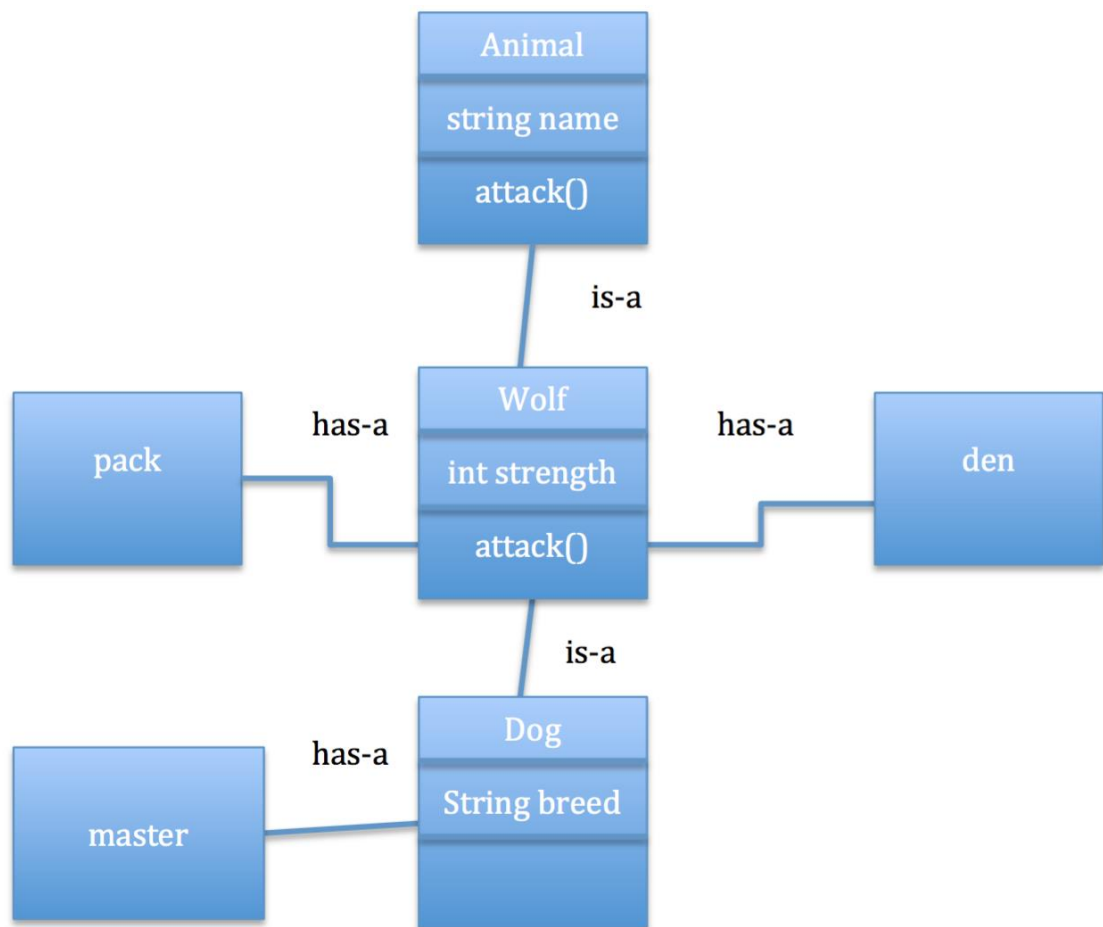 Animal
string name
attack()
is-a
pack
has-a
Wolf
has-a
den
int strength
attack()
is-a
master
has-a
Dog
String breed